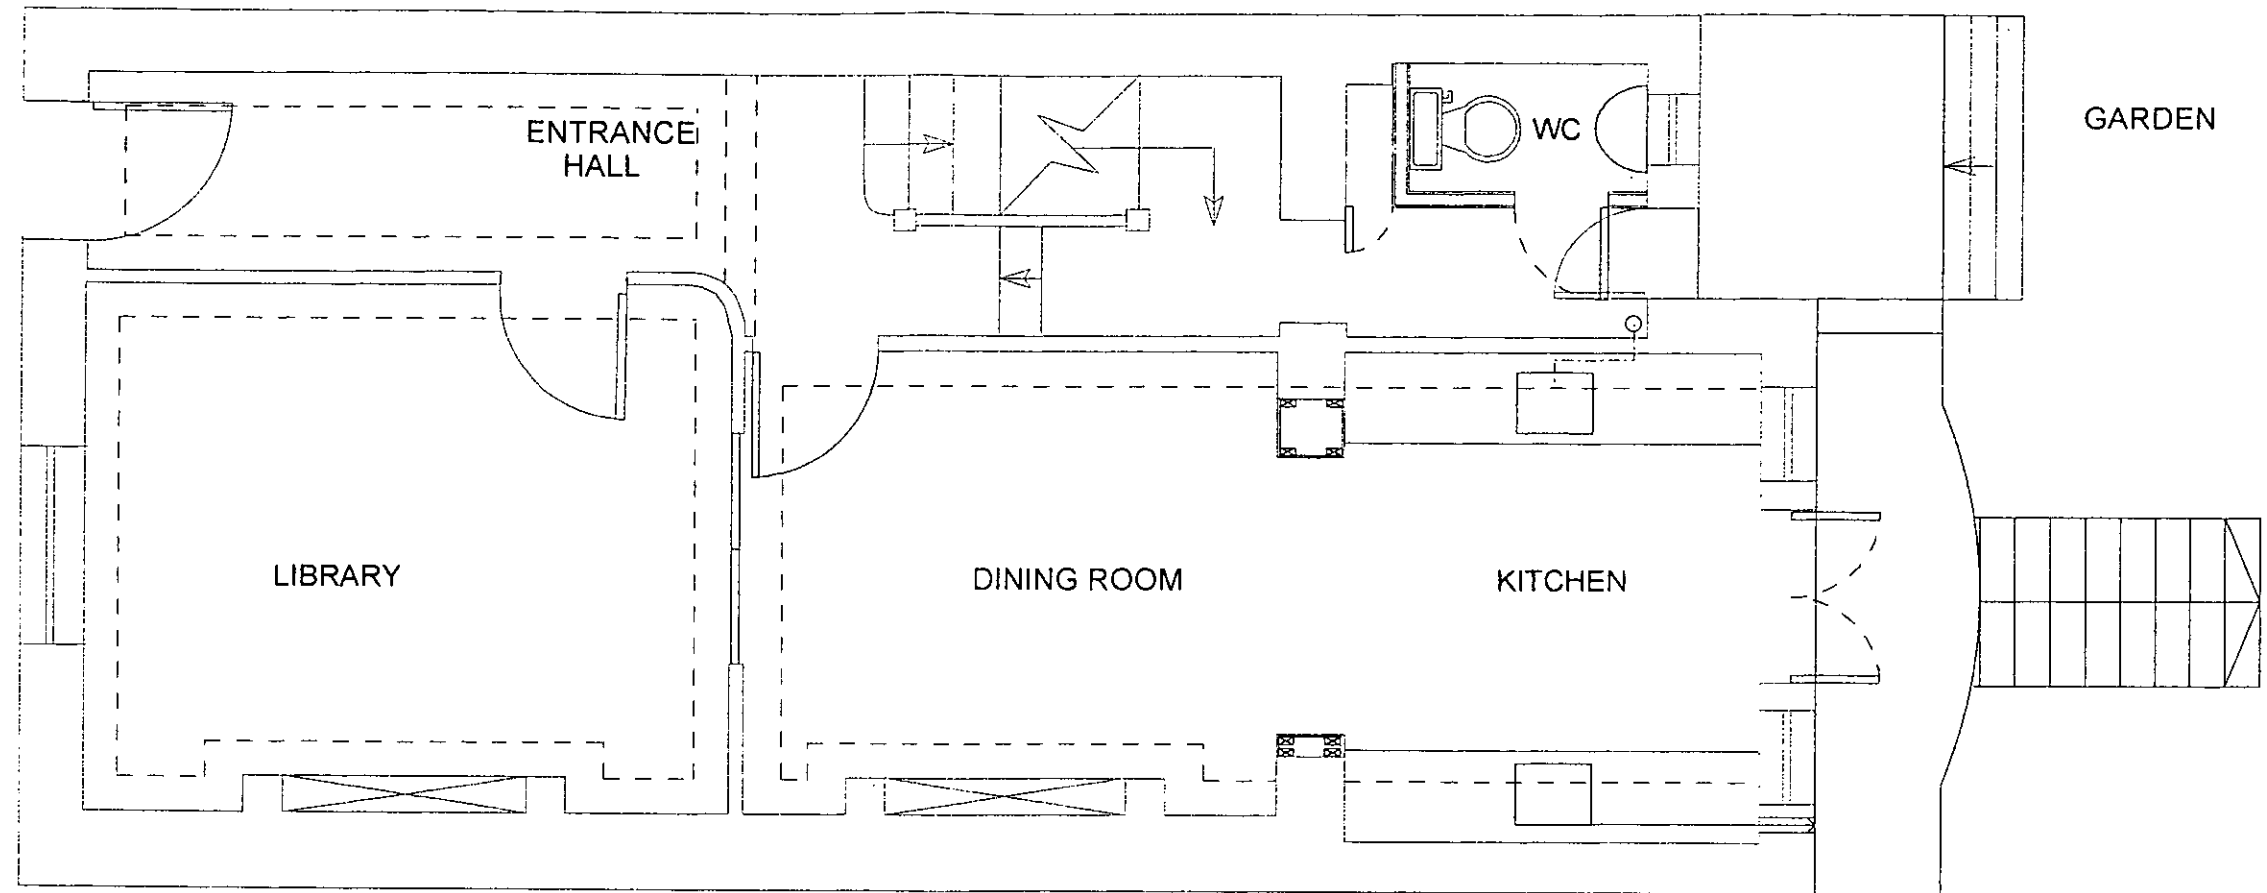 ENTRANCE
HALL
WC
GARDEN
LIBRARY
DINING ROOM
KITCHEN